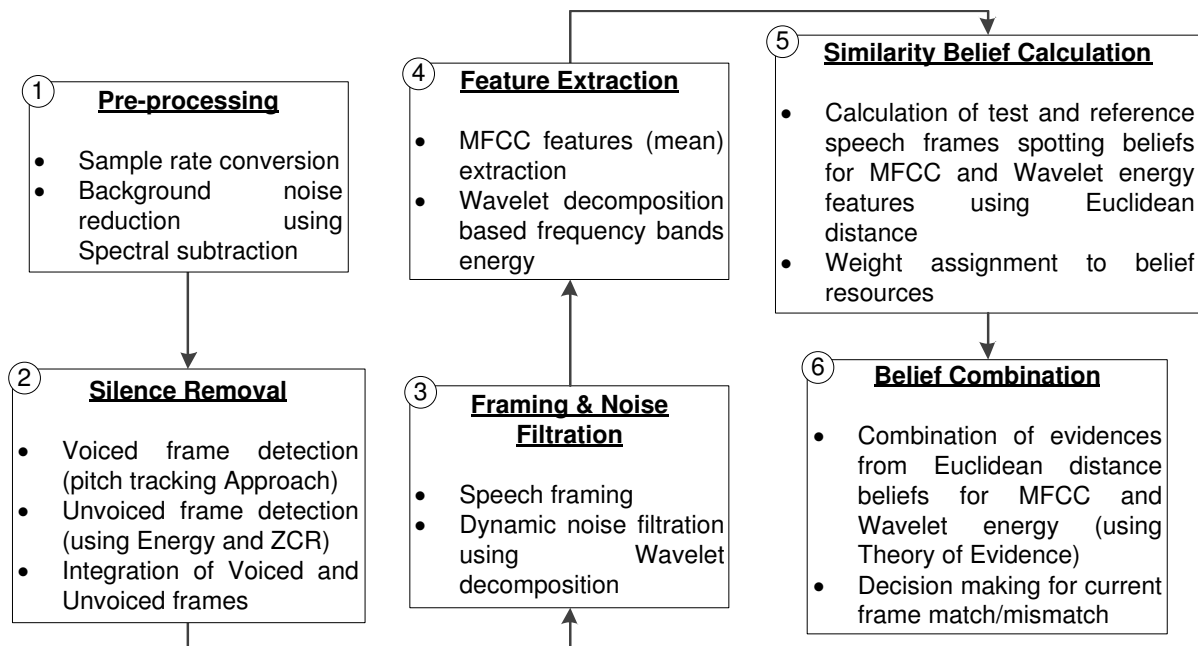 1
Pre-processing
• Sample rate conversion
• Background noise
reduction using
Spectral subtraction
2
Silence Removal
• Voiced frame detection
(pitch tracking Approach)
• Unvoiced frame detection
(using Energy and ZCR)
• Integration of Voiced and
Unvoiced frames
3
Framing & Noise
Filtration
• Speech framing
• Dynamic noise filtration
using Wavelet
decomposition
4
Feature Extraction
• MFCC features (mean)
extraction
• Wavelet decomposition
based frequency bands
energy
5
Similarity Belief Calculation
• Calculation of test and reference
speech frames spotting beliefs
for MFCC and Wavelet energy
features using Euclidean
distance
• Weight assignment to belief
resources
6
Belief Combination
• Combination of evidences
from Euclidean distance
beliefs for MFCC and
Wavelet energy (using
Theory of Evidence)
• Decision making for current
frame match/mismatch